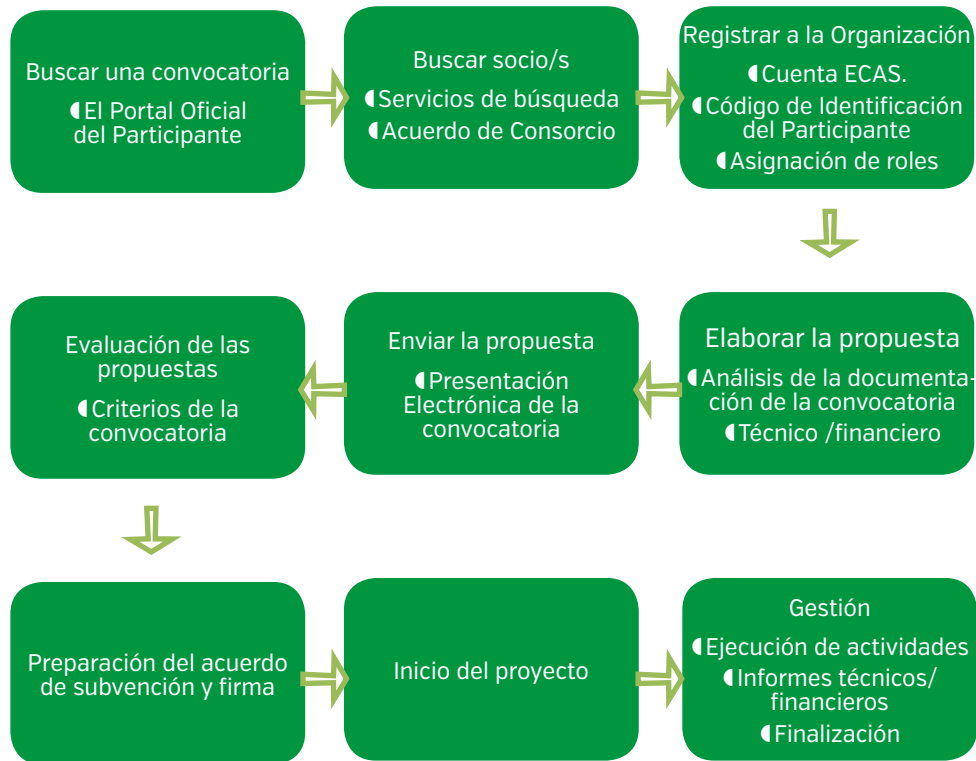 Buscar una convocatoria
El Portal Oficial
del Participante
Buscar socio/s
Servicios de búsqueda
Acuerdo de Consorcio
Registrar a la Organización
Cuenta ECAS.
Código de Identificación
del Participante
Asignación de roles
Elaborar la propuesta
Análisis de la documenta-
ción de la convocatoria
Técnico /financiero
Enviar la propuesta
Presentación
Electrónica de la
convocatoria
Evaluación de las
propuestas
Criterios de la
convocatoria
Preparación del acuerdo
de subvención y firma
Inicio del proyecto
Gestión
Ejecución de actividades
Informes técnicos/
financieros
Finalización